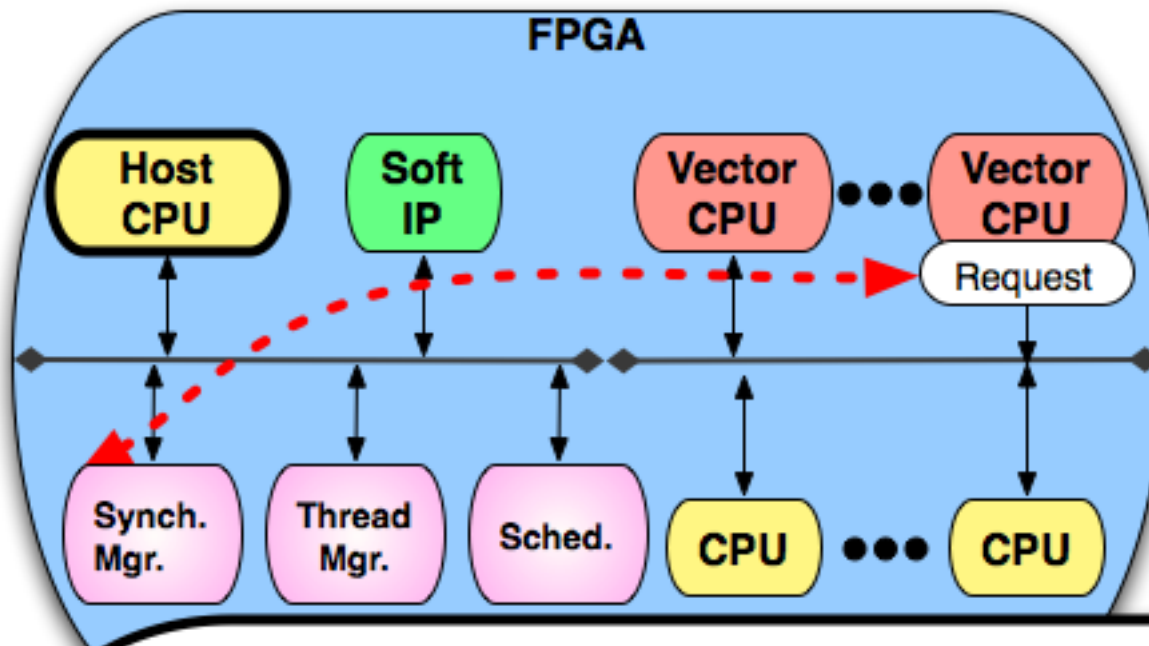 FPGA
Host
CPU
Soft
IP
Vector
CPU
Vector
CPU
Request
Synch.
Mgr.
Thread
Mgr.
Sched.
CPU
CPU